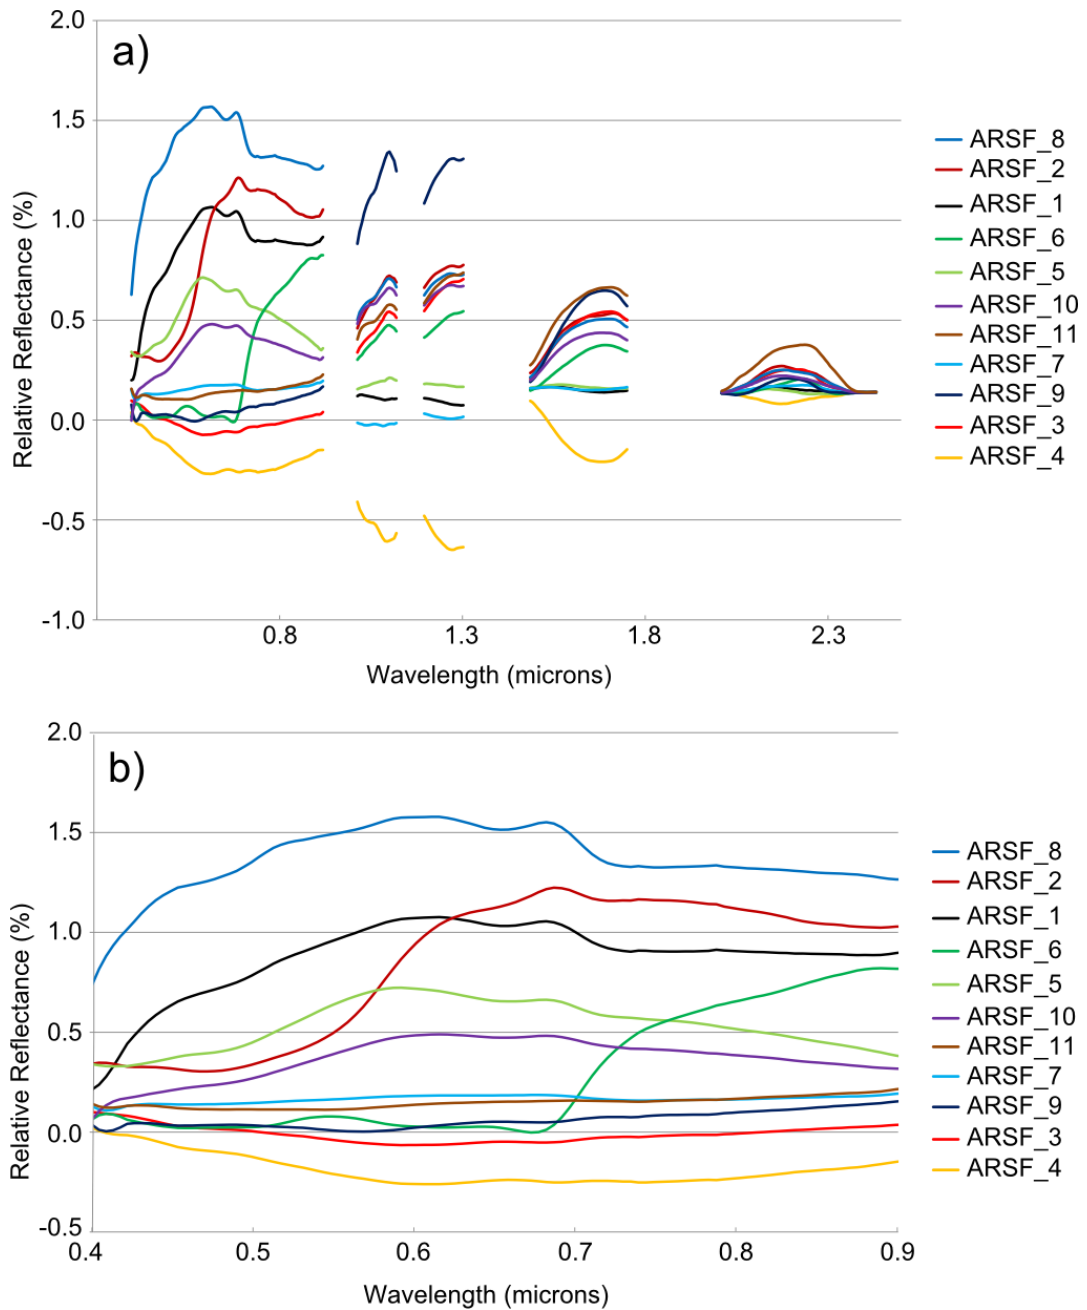 a)
2.0
1.5
1.0
0.5
0.0
-0.5
-1.0
Relative Reflectance (%)
0.8 1.3 1.8 2.3
Wavelength (microns)
ARSF_8
ARSF_2
ARSF_1
ARSF_6
ARSF_5
ARSF_10
ARSF_11
ARSF_7
ARSF_9
ARSF_3
ARSF_4
b)
2.0
1.5
1.0
0.5
0.0
-0.5
Relative Reflectance (%)
0.4 0.5 0.6 0.7 0.8 0.9
Wavelength (microns)
ARSF_8
ARSF_2
ARSF_1
ARSF_6
ARSF_5
ARSF_10
ARSF_11
ARSF_7
ARSF_9
ARSF_3
ARSF_4